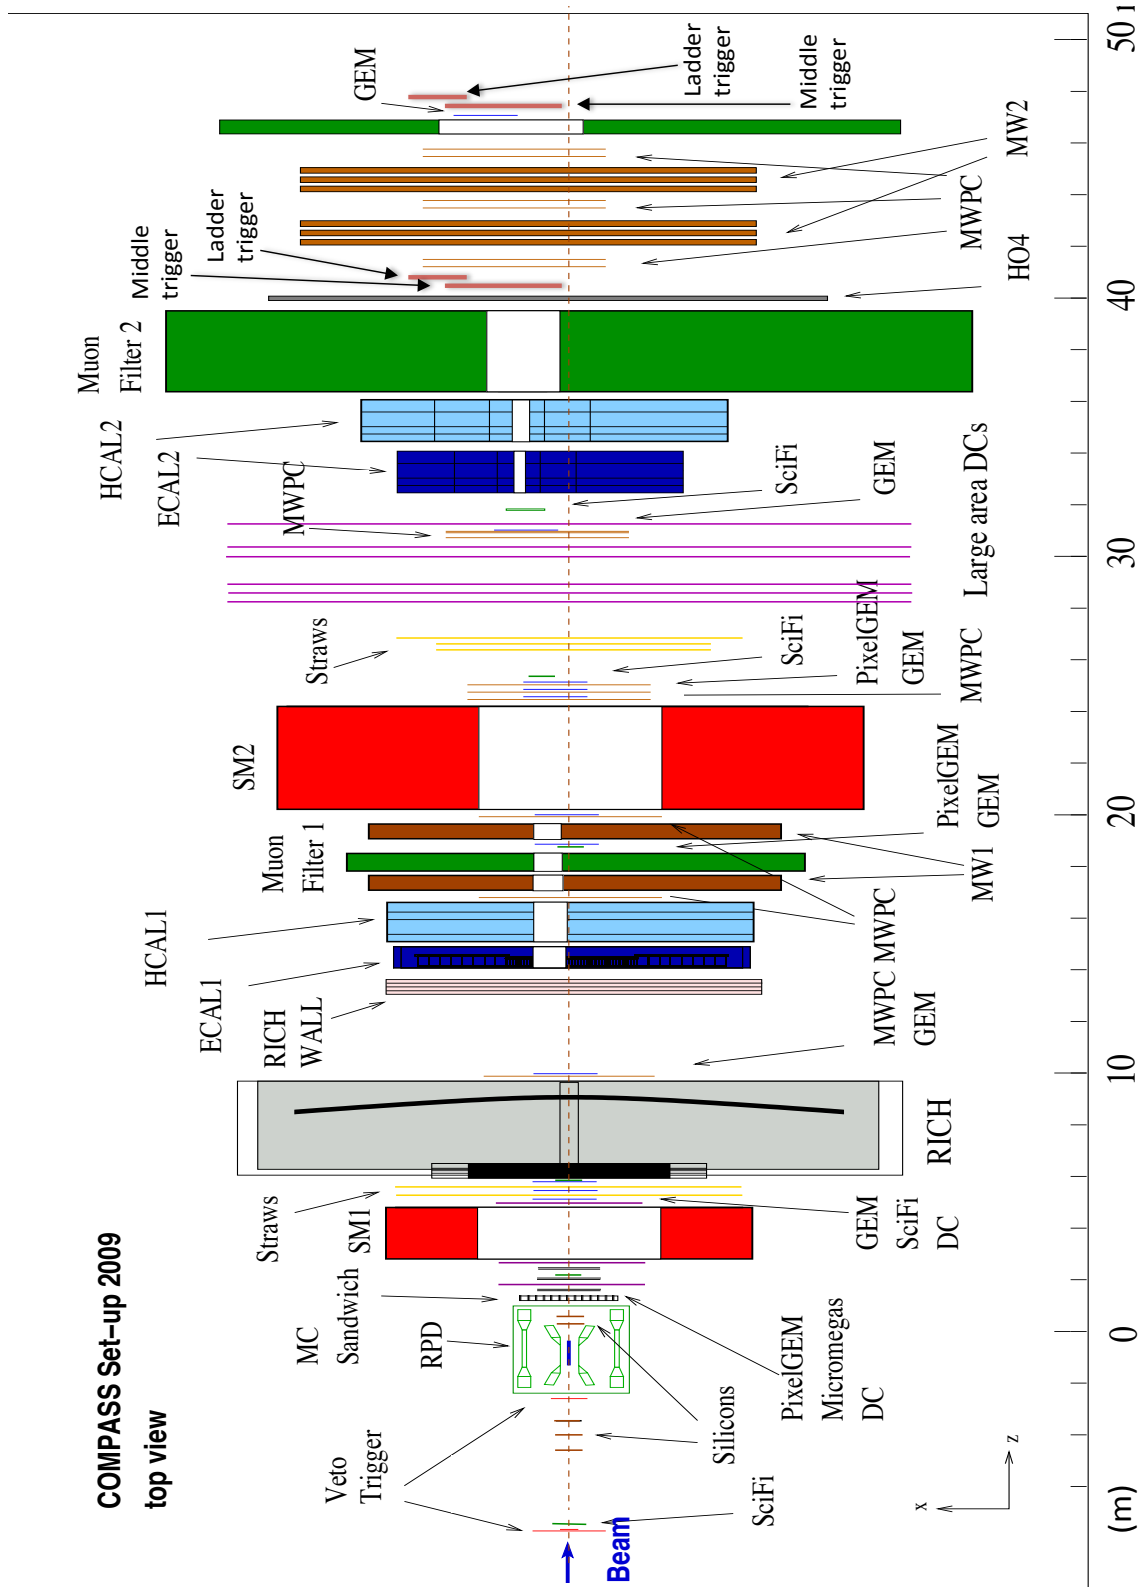 COMPASS Set-up 2009
top view
Beam
Veto
Trigger
SciFi
Silicons
RPD
MC
Sandwich
PixelGEM
Micromegas
DC
SM1
Straws
GEM
SciFi
DC
RICH
MWPC
GEM
RICH
WALL
ECAL1
HCAL1
Muon
Filter 1
MWPC
MWPC
MW1
PixelGEM
GEM
SM2
Straws
SciFi
PixelGEM
GEM
MWPC
Large area DCs
MWPC
SciFi
GEM
ECAL2
HCAL2
Muon
Filter 2
HO4
Middle
trigger
Ladder
trigger
MWPC
MW2
GEM
Ladder
trigger
Middle
trigger
x
z
(m)
0
10
20
30
40
50